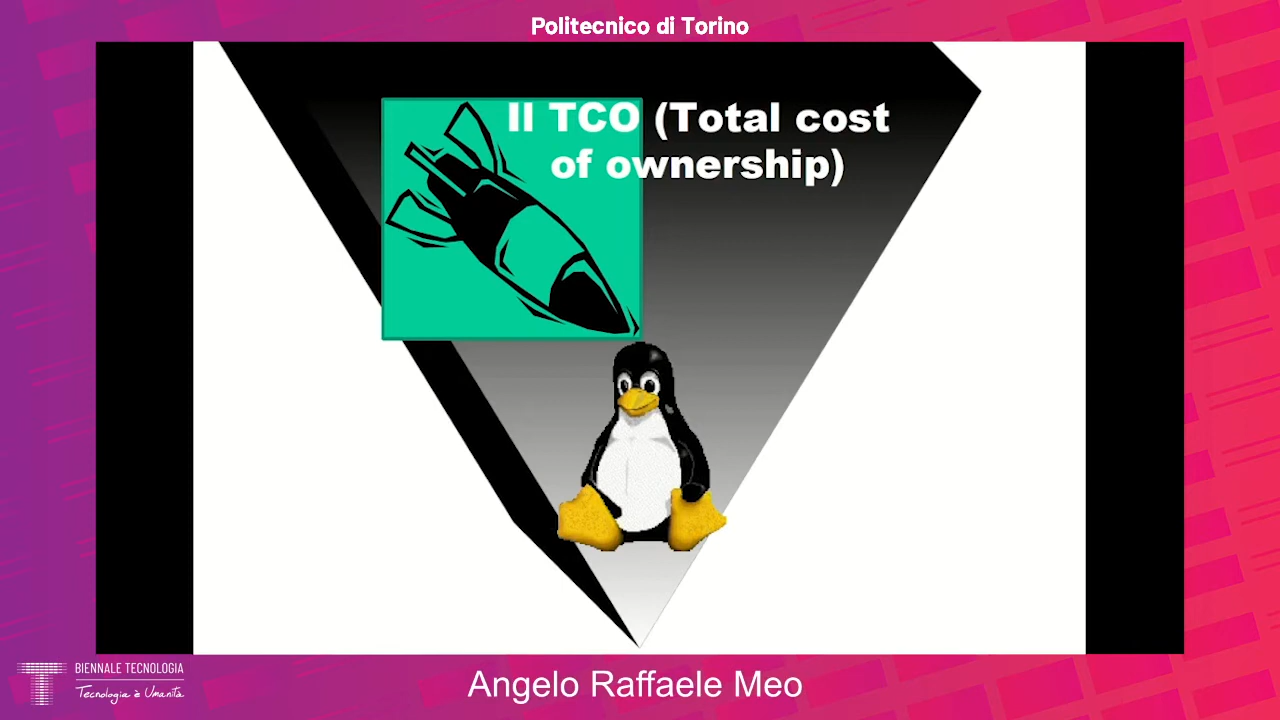 Politecnico di Torino
Il TCO (Total cost
of ownership)
BIENNALE TECNOLOGIA
Tecnologia è Umanità
Angelo Raffaele Meo